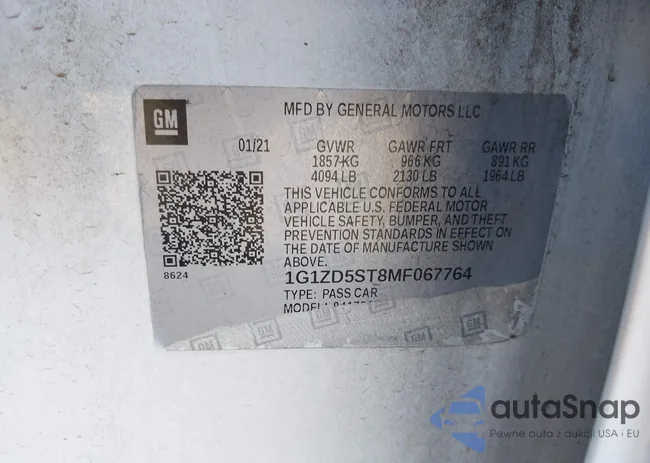 GM
MFD BY GENERAL MOTORS LLC
01/21 GVWR GAWR FRT GAWR RR
1857 KG 966 KG 891 KG
4094 LB 2130 LB 1964 LB
THIS VEHICLE CONFORMS TO ALL
APPLICABLE U.S. FEDERAL MOTOR
VEHICLE SAFETY, BUMPER, AND THEFT
PREVENTION STANDARDS IN EFFECT ON
THE DATE OF MANUFACTURE SHOWN
ABOVE.
8624
1G1ZD5ST8MF067764
TYPE: PASS CAR
autaSnap
Pewne auta z aukcji USA i EU